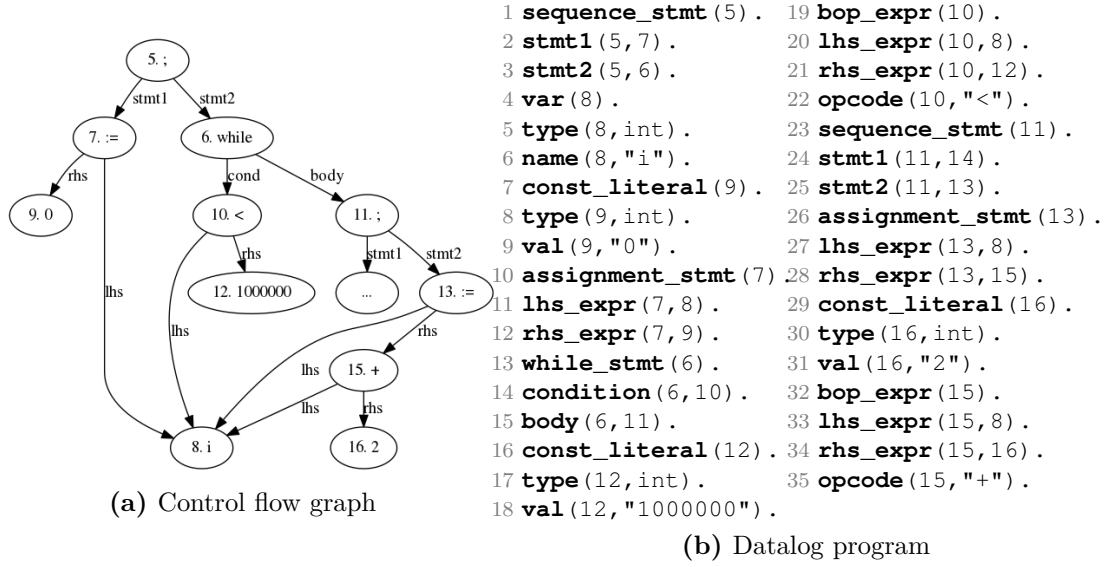 5. ;
stmt1
stmt2
7. :=
6. while
rhs
cond
body
9. 0
10. <
11. ;
lhs
rhs
stmt1
stmt2
12. 1000000
...
13. :=
lhs
rhs
lhs
15. +
lhs
rhs
8. i
16. 2
(a) Control flow graph
1 sequence_stmt(5).
2 stmt1(5,7).
3 stmt2(5,6).
4 var(8).
5 type(8,int).
6 name(8,"i").
7 const_literal(9).
8 type(9,int).
9 val(9,"0").
10 assignment_stmt(7).
11 lhs_expr(7,8).
12 rhs_expr(7,9).
13 while_stmt(6).
14 condition(6,10).
15 body(6,11).
16 const_literal(12).
17 type(12,int).
18 val(12,"1000000").
19 bop_expr(10).
20 lhs_expr(10,8).
21 rhs_expr(10,12).
22 opcode(10,"<").
23 sequence_stmt(11).
24 stmt1(11,14).
25 stmt2(11,13).
26 assignment_stmt(13).
27 lhs_expr(13,8).
28 rhs_expr(13,15).
29 const_literal(16).
30 type(16,int).
31 val(16,"2").
32 bop_expr(15).
33 lhs_expr(15,8).
34 rhs_expr(15,16).
35 opcode(15,"+").
(b) Datalog program